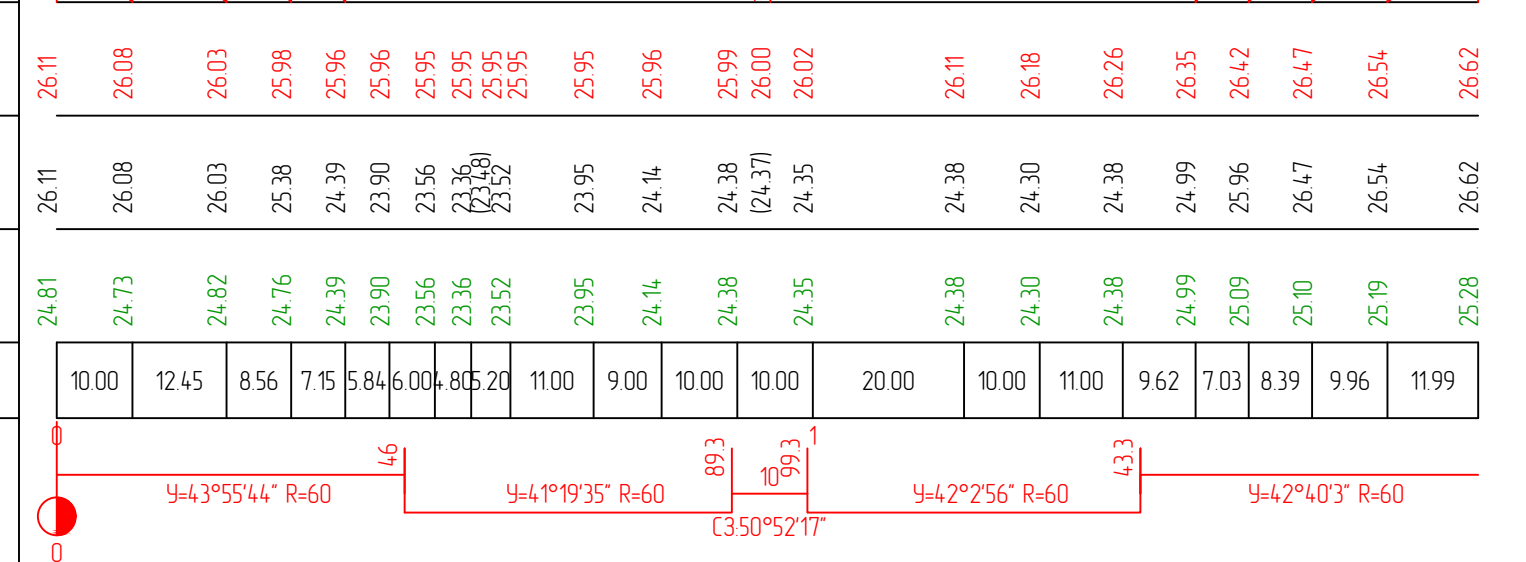 26.11 26.08 26.03 25.98 25.96 25.96 25.95 25.95 25.95 25.95 25.95 25.96 25.99 26.00 26.02 26.11 26.18 26.26 26.35 26.42 26.47 26.54 26.62
26.11 26.08 26.03 25.38 24.39 23.90 23.56 23.36 (23.48) 23.52 23.95 24.14 24.38 (24.37) 24.35 24.38 24.30 24.38 24.99 25.96 26.47 26.54 26.62
24.81 24.73 24.82 24.76 24.39 23.90 23.56 23.36 23.52 23.95 24.14 24.38 24.35 24.38 24.30 24.38 24.99 25.09 25.10 25.19 25.28
10.00 12.45 8.56 7.15 5.84 6.00 4.80 5.20 11.00 9.00 10.00 10.00 20.00 10.00 11.00 9.62 7.03 8.39 9.96 11.99
0 46 89.3 99.3 1 43.3
10
У=43°55'44" R=60 У=41°19'35" R=60 У=42°2'56" R=60 У=42°40'3" R=60
СЗ:50°52'17"
0